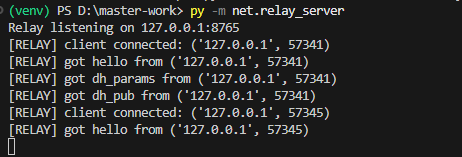 (venv) PS D:\master-work> py -m net.relay_server
Relay listening on 127.0.0.1:8765
[RELAY] client connected: ('127.0.0.1', 57341)
[RELAY] got hello from ('127.0.0.1', 57341)
[RELAY] got dh_params from ('127.0.0.1', 57341)
[RELAY] got dh_pub from ('127.0.0.1', 57341)
[RELAY] client connected: ('127.0.0.1', 57345)
[RELAY] got hello from ('127.0.0.1', 57345)